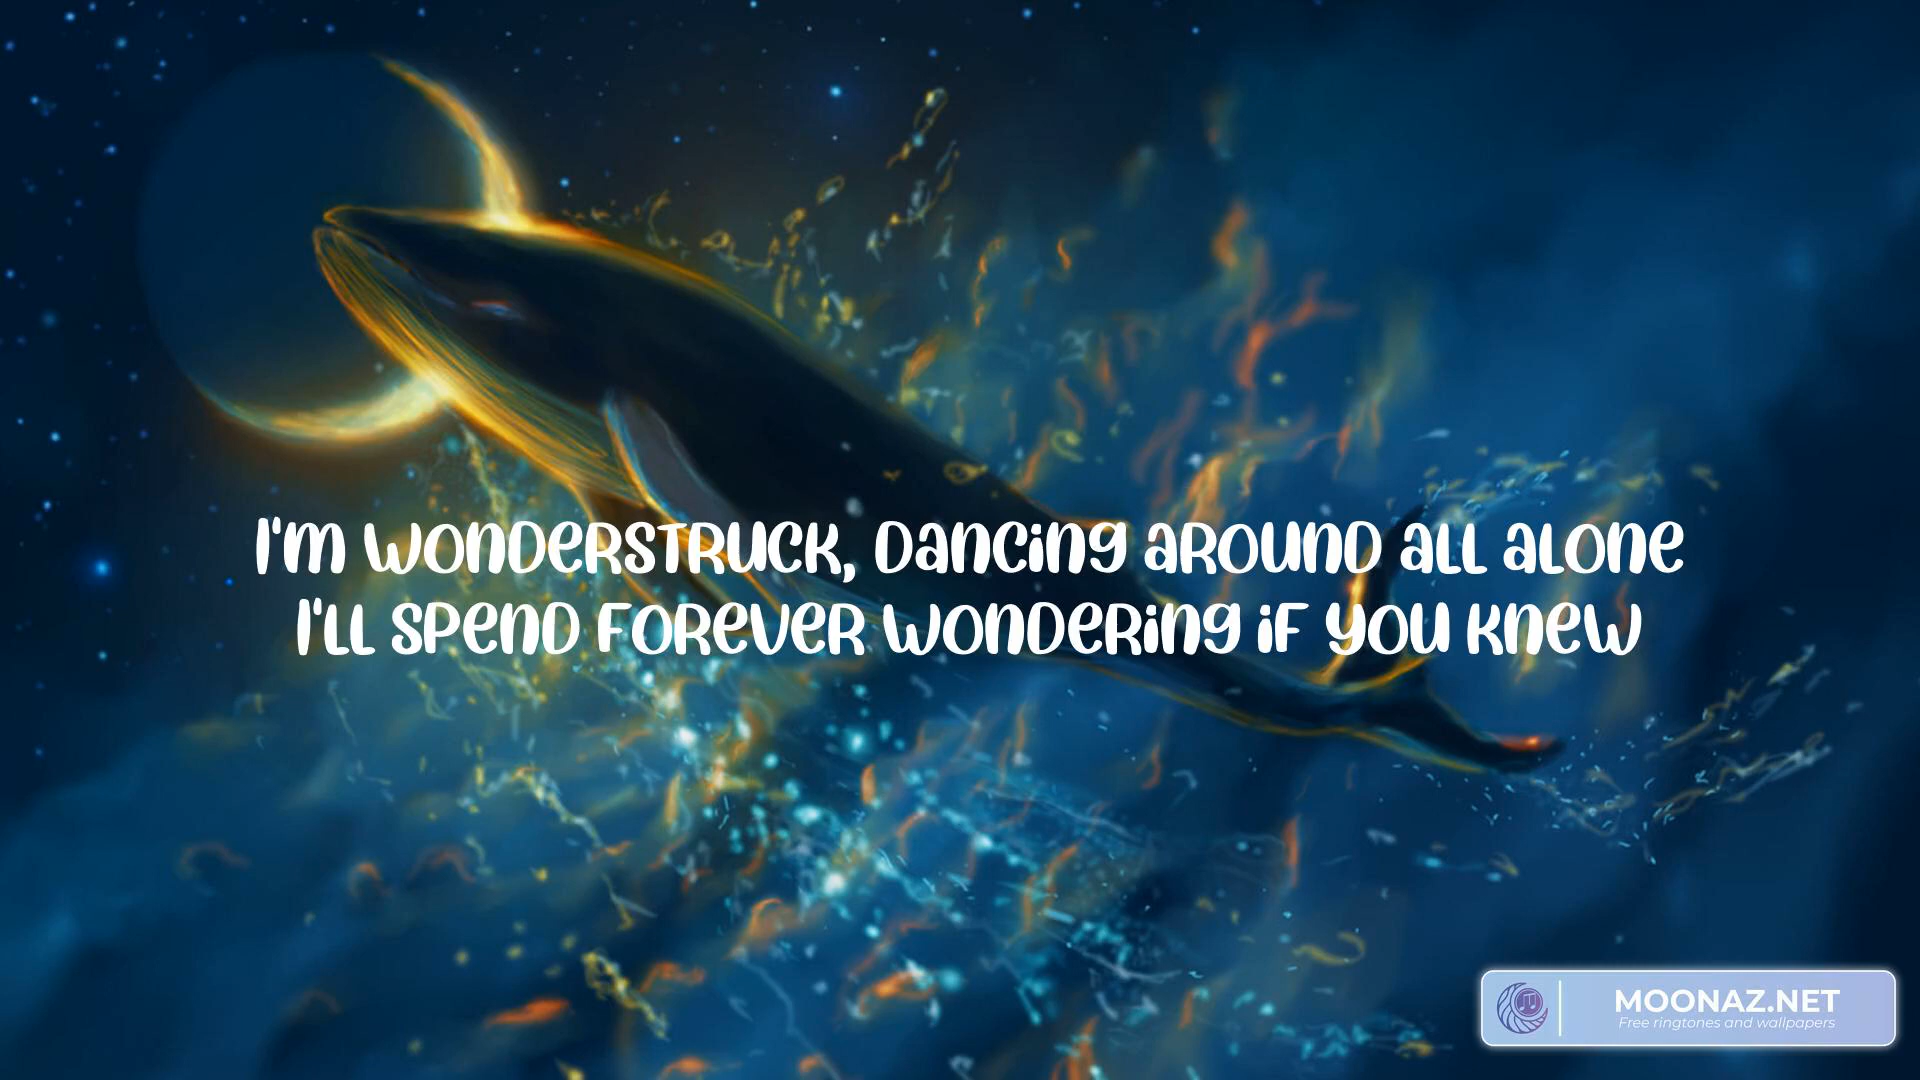 I'm wonderstruck, dancing around all alone
I'll spend forever wondering if you knew
MOONAZ.NET
Free ringtones and wallpapers